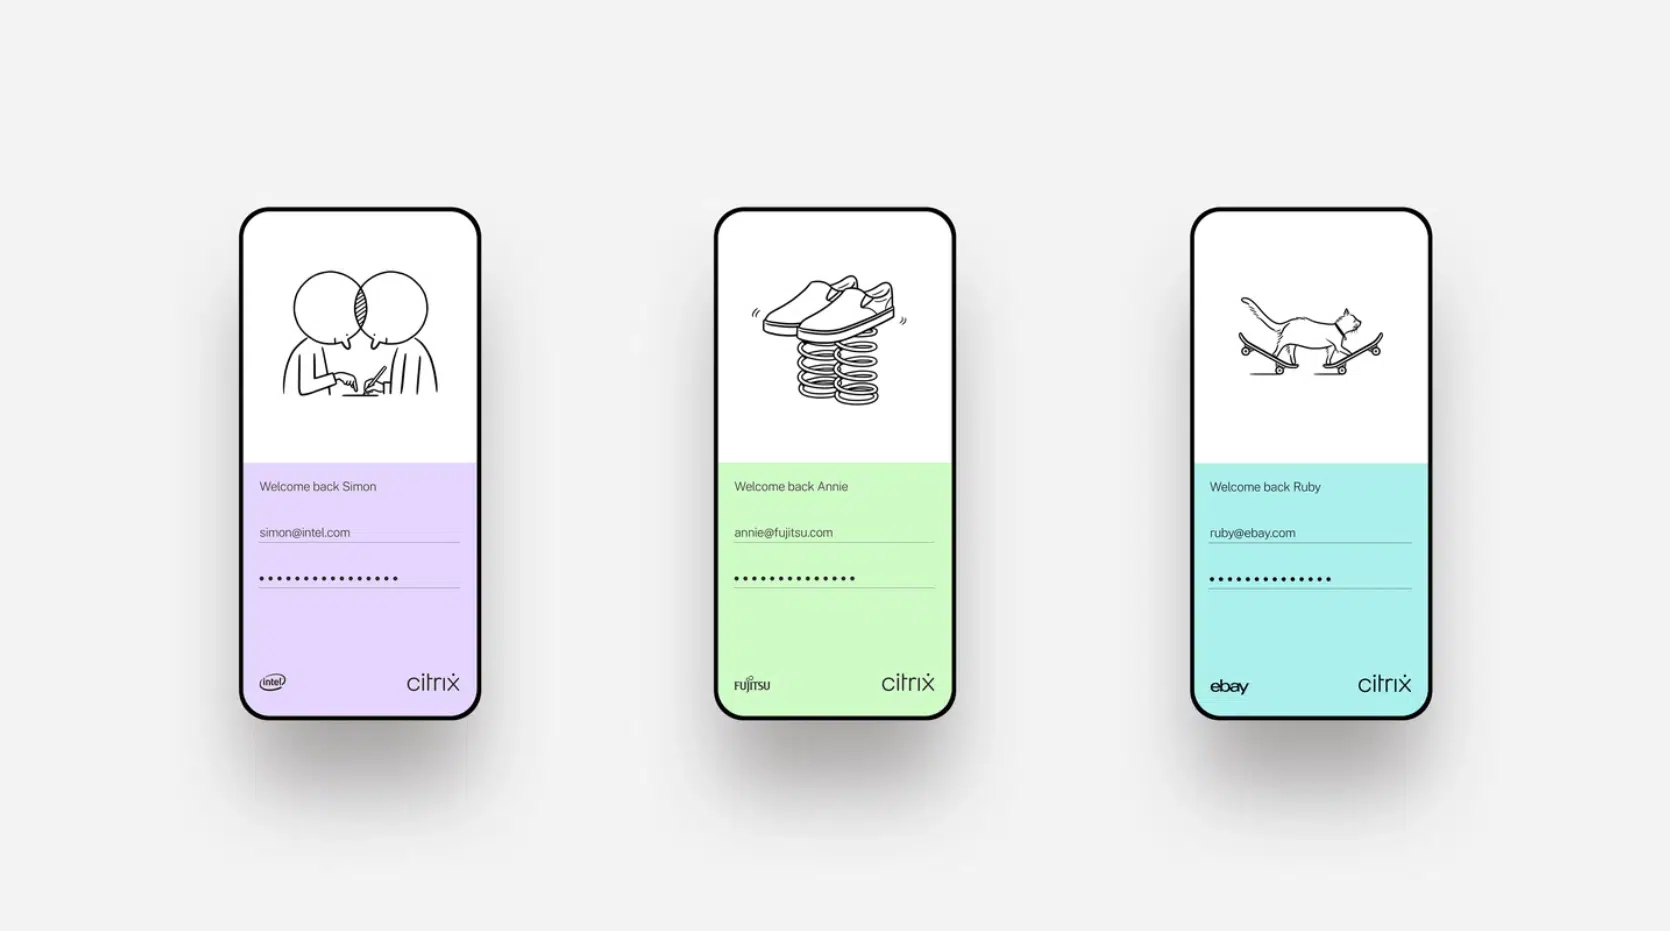 Welcome back Simon
simon@intel.com
intel
citrix
Welcome back Annie
annie@fujitsu.com
FUJITSU
citrix
Welcome back Ruby
ruby@ebay.com
ebay
citrix